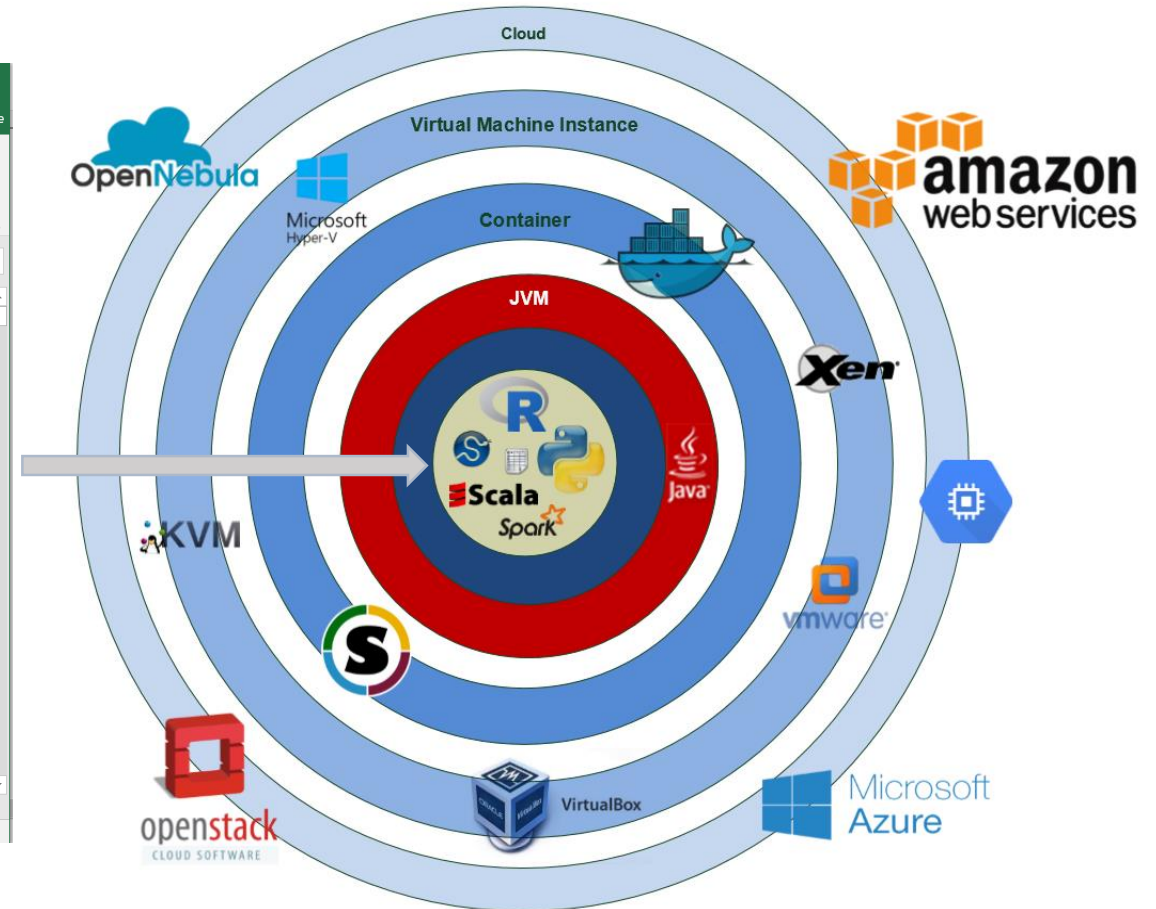 Cloud
Virtual Machine Instance
OpenNebula
amazon
web services
Microsoft
Hyper-V
Container
JVM
Xen
R
S
Scala
Spark
Java
KVM
vmware
S
openstack
CLOUD SOFTWARE
VirtualBox
Microsoft
Azure